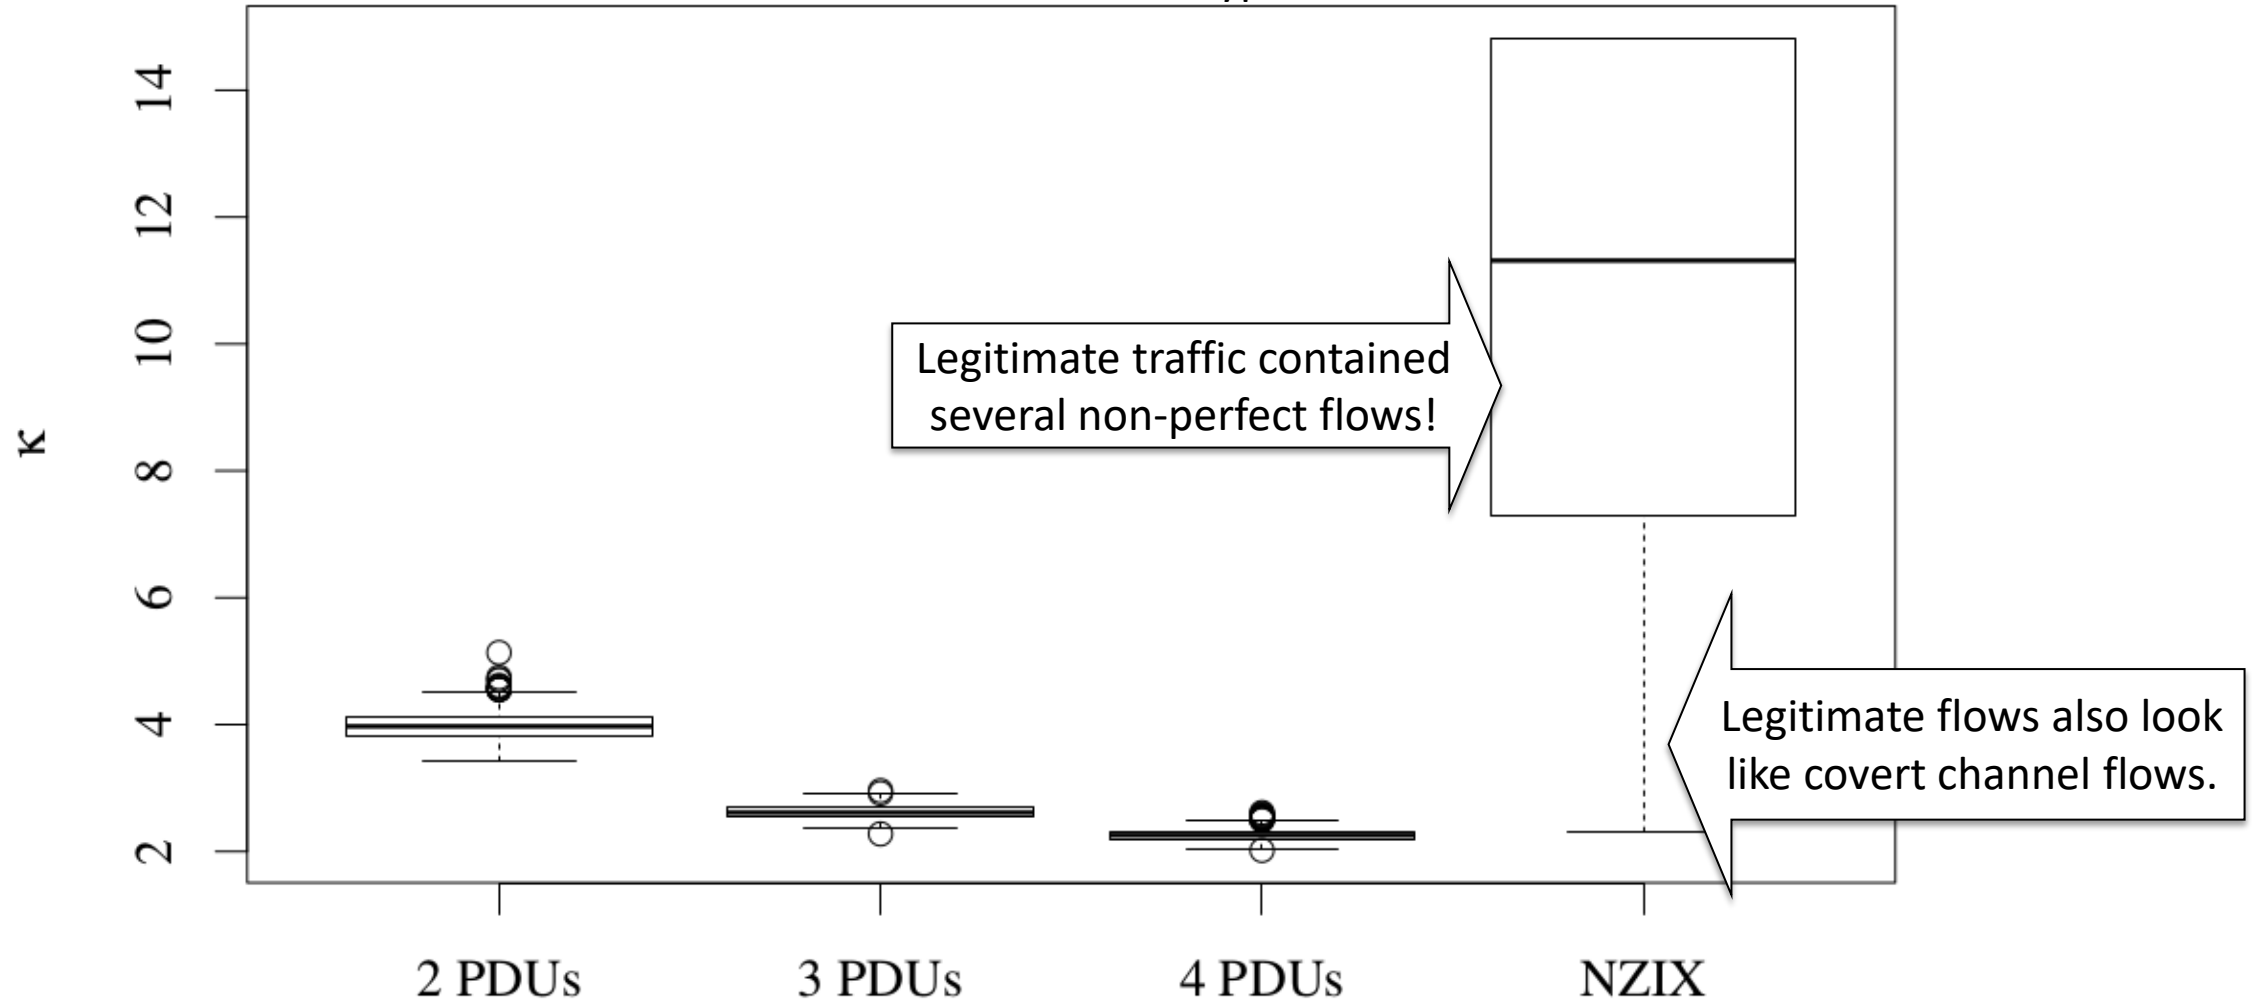 14
12
10
8
6
4
2
κ
Legitimate traffic contained
several non-perfect flows!
Legitimate flows also look
like covert channel flows.
2 PDUs
3 PDUs
4 PDUs
NZIX